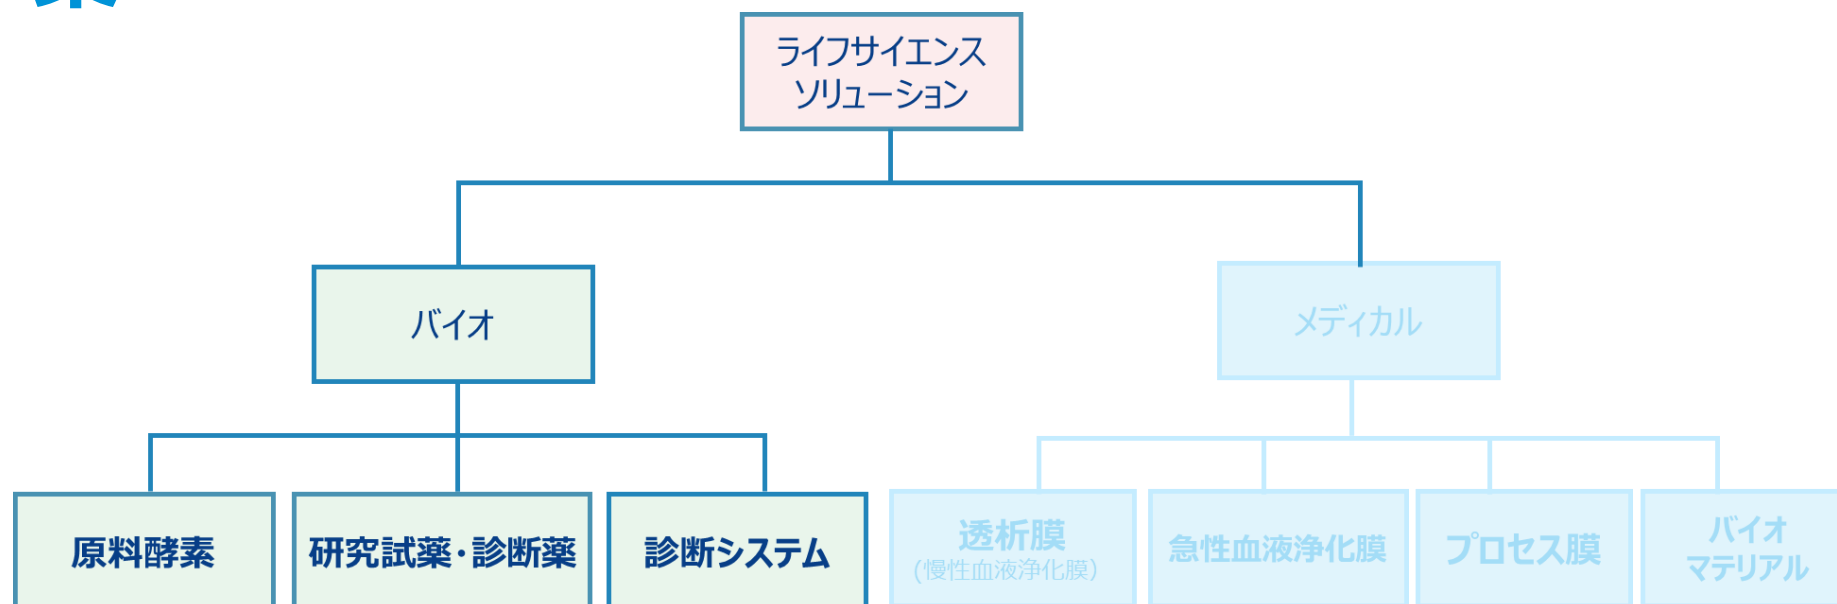 ライフサイエンス
ソリューション
バイオ
メディカル
原料酵素
研究試薬・診断薬
診断システム
透析膜
(慢性血液浄化膜)
急性血液浄化膜
プロセス膜
バイオ
マテリアル